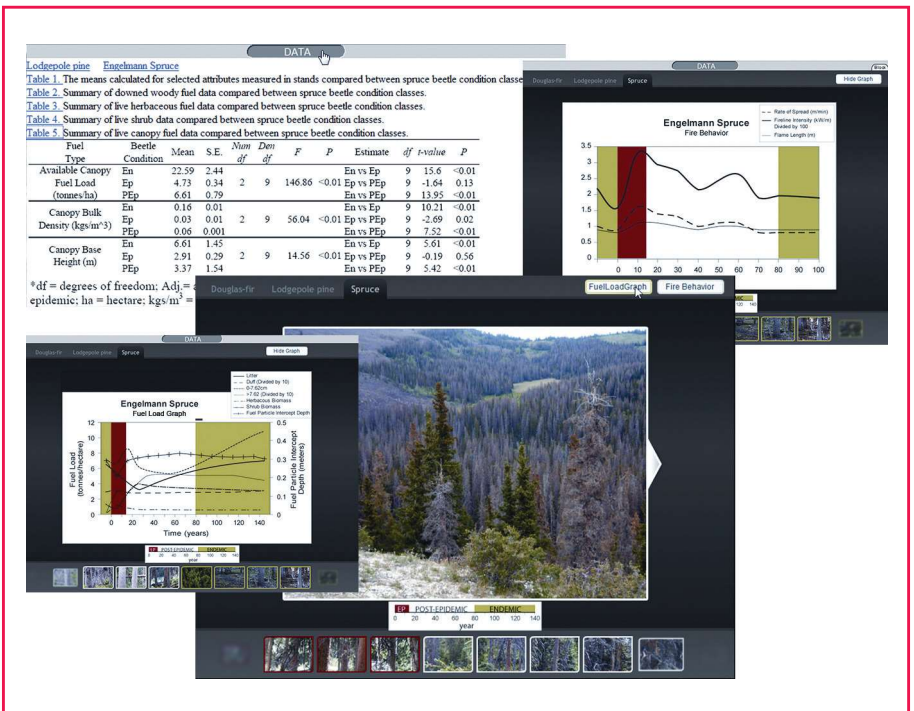 DATA
Lodgepole pine Engelmann Spruce
Table 1. The means calculated for selected attributes measured in stands compared between spruce beetle condition classe
Table 2. Summary of downed woody fuel data compared between spruce beetle condition classes.
Table 3. Summary of live herbaceous fuel data compared between spruce beetle condition classes.
Table 4. Summary of live shrub data compared between spruce beetle condition classes.
Table 5. Summary of live canopy fuel data compared between spruce beetle condition classes.
Fuel Type Beetle Condition Mean S.E. Num df Den df F P Estimate df t-value P
Available Canopy En 22.59 2.44 En vs Ep 9 15.6 <0.01
Fuel Load Ep 4.73 0.34 2 9 146.86 <0.01 Ep vs PEp 9 -1.64 0.13
(tonnes/ha) PEp 6.61 0.79 En vs PEp 9 13.95 <0.01
En 0.16 0.01 En vs Ep 9 10.21 <0.01
Canopy Bulk Density (kgs/m^3) Ep 0.03 0.01 2 9 56.04 <0.01 Ep vs PEp 9 -2.69 0.02
PEp 0.06 0.001 En vs PEp 9 7.52 <0.01
En 6.61 1.45 En vs Ep 9 5.61 <0.01
Canopy Base Height (m) Ep 2.91 0.29 2 9 14.56 <0.01 Ep vs PEp 9 -0.19 0.56
PEp 3.37 1.54 En vs PEp 9 5.42 <0.01
*df = degrees of freedom; Adj = a
epidemic; ha = hectare; kgs/m³ =
DATA
Douglas-fir Lodgepole pine Spruce Hide Graph
Engelmann Spruce
Fire Behavior
Rate of Spread (m/min)
Fireline Intensity (kW/m)
Divided by 100
Flame Length (m)
3.5
3
2.5
2
1.5
1
0.5
0 0 10 20 30 40 50 60 70 80 90 100
Douglas-fir Lodgepole pine Spruce FuelLoadGraph Fire Behavior
EP POST-EPIDEMIC ENDEMIC
0 20 40 60 80 100 120 140
year
DATA
Douglas-fir Lodgepole pine Spruce Hide Graph
Engelmann Spruce
Fuel Load Graph
Litter
Duff (Divided by 10)
0-7.62cm
>7.62 (Divided by 10)
Herbacous Biomass
Shrub Biomass
Fuel Particle Intercept Depth
Fuel Load
(tonnes/hectare)
12
10
8
6
4
2
0
0 20 40 60 80 100 120 140
Time (years)
0.5
0.4
0.3
0.2
0.1
0
Fuel Particle Intercept
Depth (meters)
EP POST-EPIDEMIC ENDEMIC
0 20 40 60 80 100 120 140
year